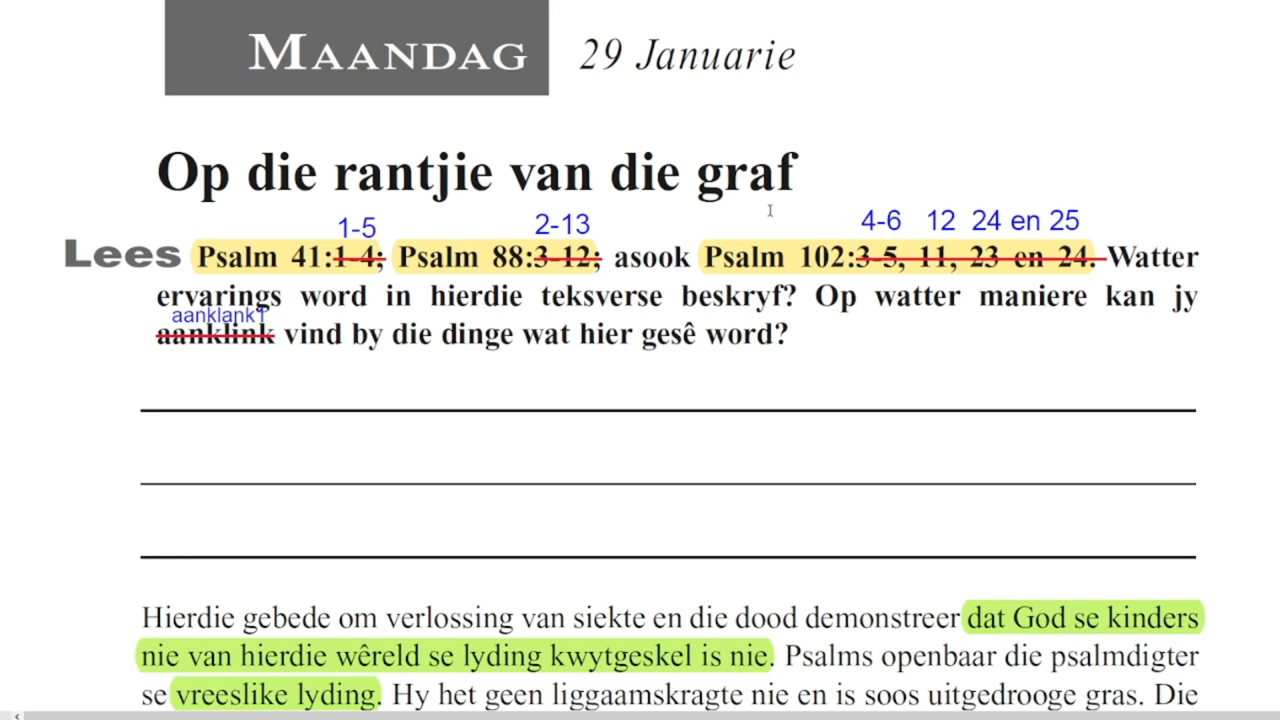 MAANDAG 29 Januarie
Op die rantjie van die graf
1-5 2-13 4-6 12 24 en 25
Lees Psalm 41:1-4; Psalm 88:3-12; asook Psalm 102:3-5, 11, 23 en 24. Watter
ervarings word in hierdie teksverse beskryf? Op watter maniere kan jy
aanklank
aanklink vind by die dinge wat hier gesê word?
Hierdie gebede om verlossing van siekte en die dood demonstreer dat God se kinders
nie van hierdie wêreld se lyding kwytgeskel is nie. Psalms openbaar die psalmdigter
se vreeslike lyding. Hy het geen liggaamskragte nie en is soos uitgedrooge gras. Die